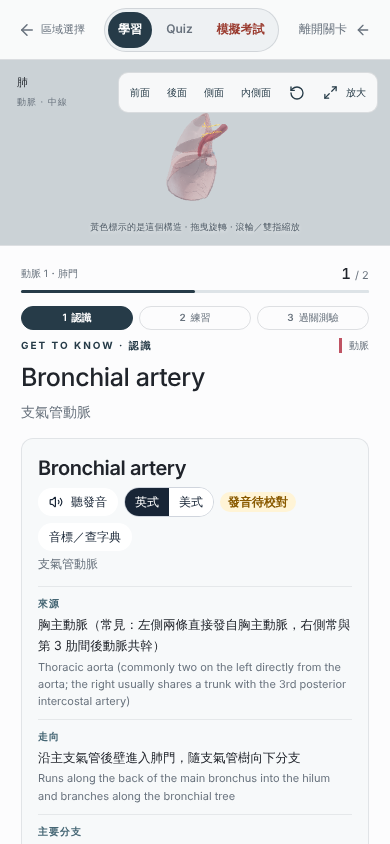 區域選擇
學習
Quiz
模擬考試
離開關卡
肺
動脈 · 中線
前面
後面
側面
內側面
放大
黃色標示的是這個構造 · 拖曳旋轉 · 滾輪／雙指縮放
動脈 1 · 肺門
1 / 2
1 認識
2 練習
3 過關測驗
GET TO KNOW · 認識
動脈
Bronchial artery
支氣管動脈
Bronchial artery
聽發音
英式
美式
發音待校對
音標／查字典
支氣管動脈
來源
胸主動脈（常見：左側兩條直接發自胸主動脈，右側常與
第 3 肋間後動脈共幹）
Thoracic aorta (commonly two on the left directly from the
aorta; the right usually shares a trunk with the 3rd posterior
intercostal artery)
走向
沿主支氣管後壁進入肺門，隨支氣管樹向下分支
Runs along the back of the main bronchus into the hilum
and branches along the bronchial tree
主要分支